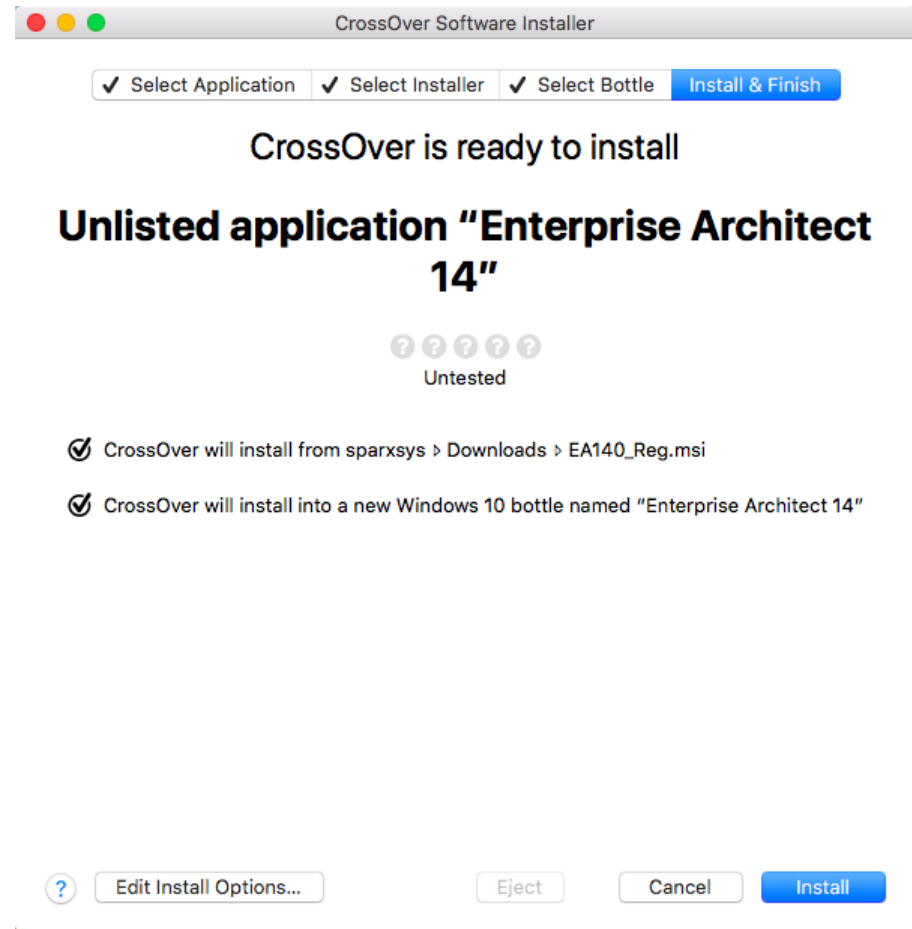 CrossOver Software Installer
✓ Select Application ✓ Select Installer ✓ Select Bottle Install & Finish
CrossOver is ready to install
Unlisted application “Enterprise Architect
14”
? ? ? ? ?
Untested
CrossOver will install from sparxsys ▹ Downloads ▹ EA140_Reg.msi
CrossOver will install into a new Windows 10 bottle named “Enterprise Architect 14”
? Edit Install Options... Eject Cancel Install